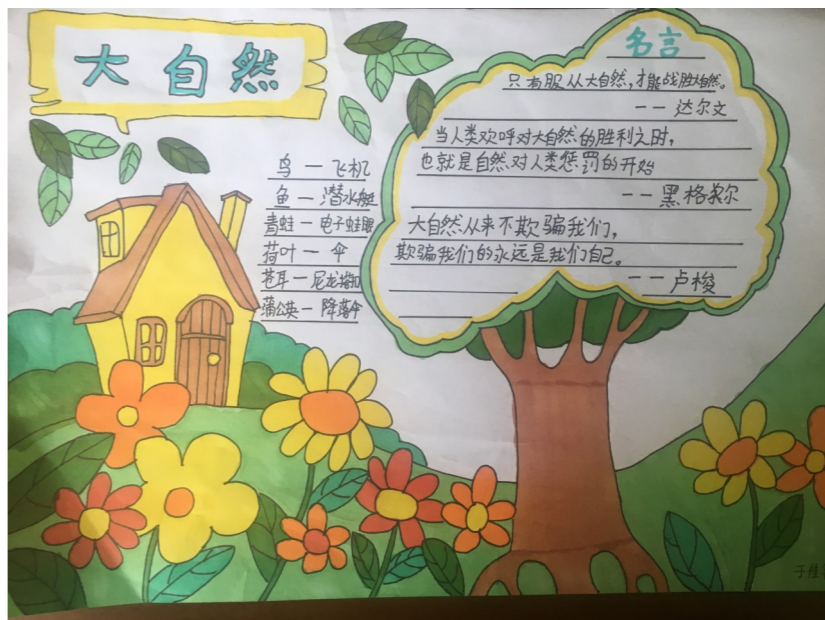 大自然
鸟 — 飞机
鱼 — 潜水艇
青蛙 — 电子蛙眼
荷叶 — 伞
苍耳 — 尼龙搭扣
蒲公英 — 降落伞
名言
只有服从大自然，才能战胜大自然。
—— 达尔文
当人类欢呼对大自然的胜利之时，
也就是自然对人类惩罚的开始
—— 黑格尔
大自然从来不欺骗我们，
欺骗我们的永远是我们自己。
—— 卢梭